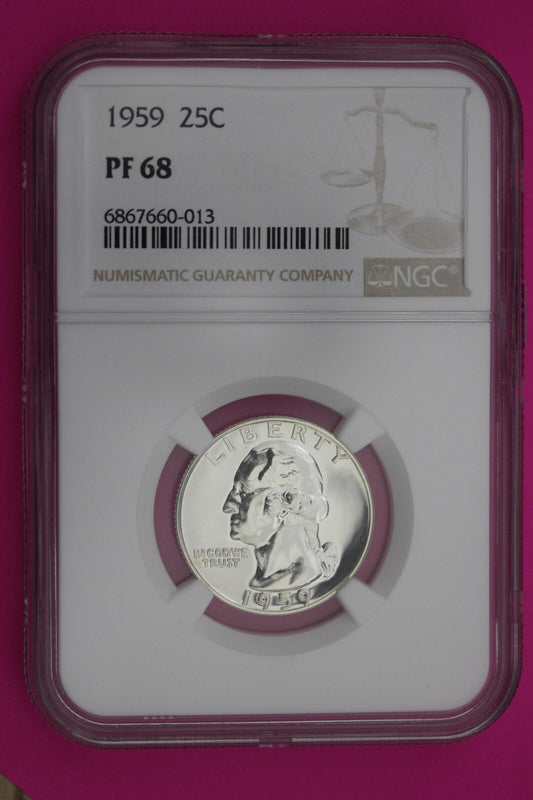 1959 25C
PF 68
6867660-013
NUMISMATIC GUARANTY COMPANY
NGC®
LIBERTY
IN GOD WE
TRUST
1959